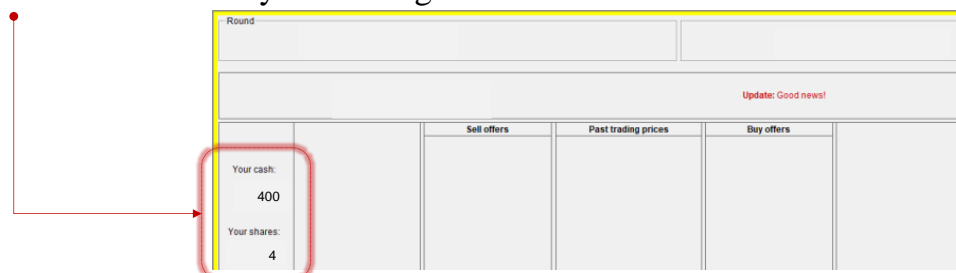 Round
Update: Good news!
Sell offers Past trading prices Buy offers
Your cash:
400
Your shares:
4